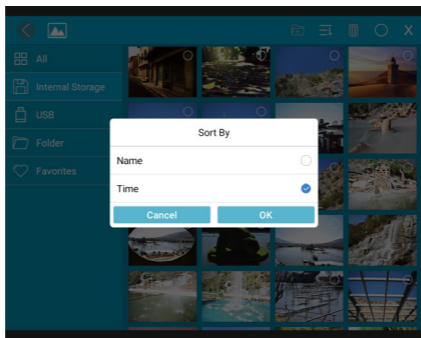 X
All
Internal Storage
USB
Folder
Favorites
Sort By
Name
Time
Cancel
OK